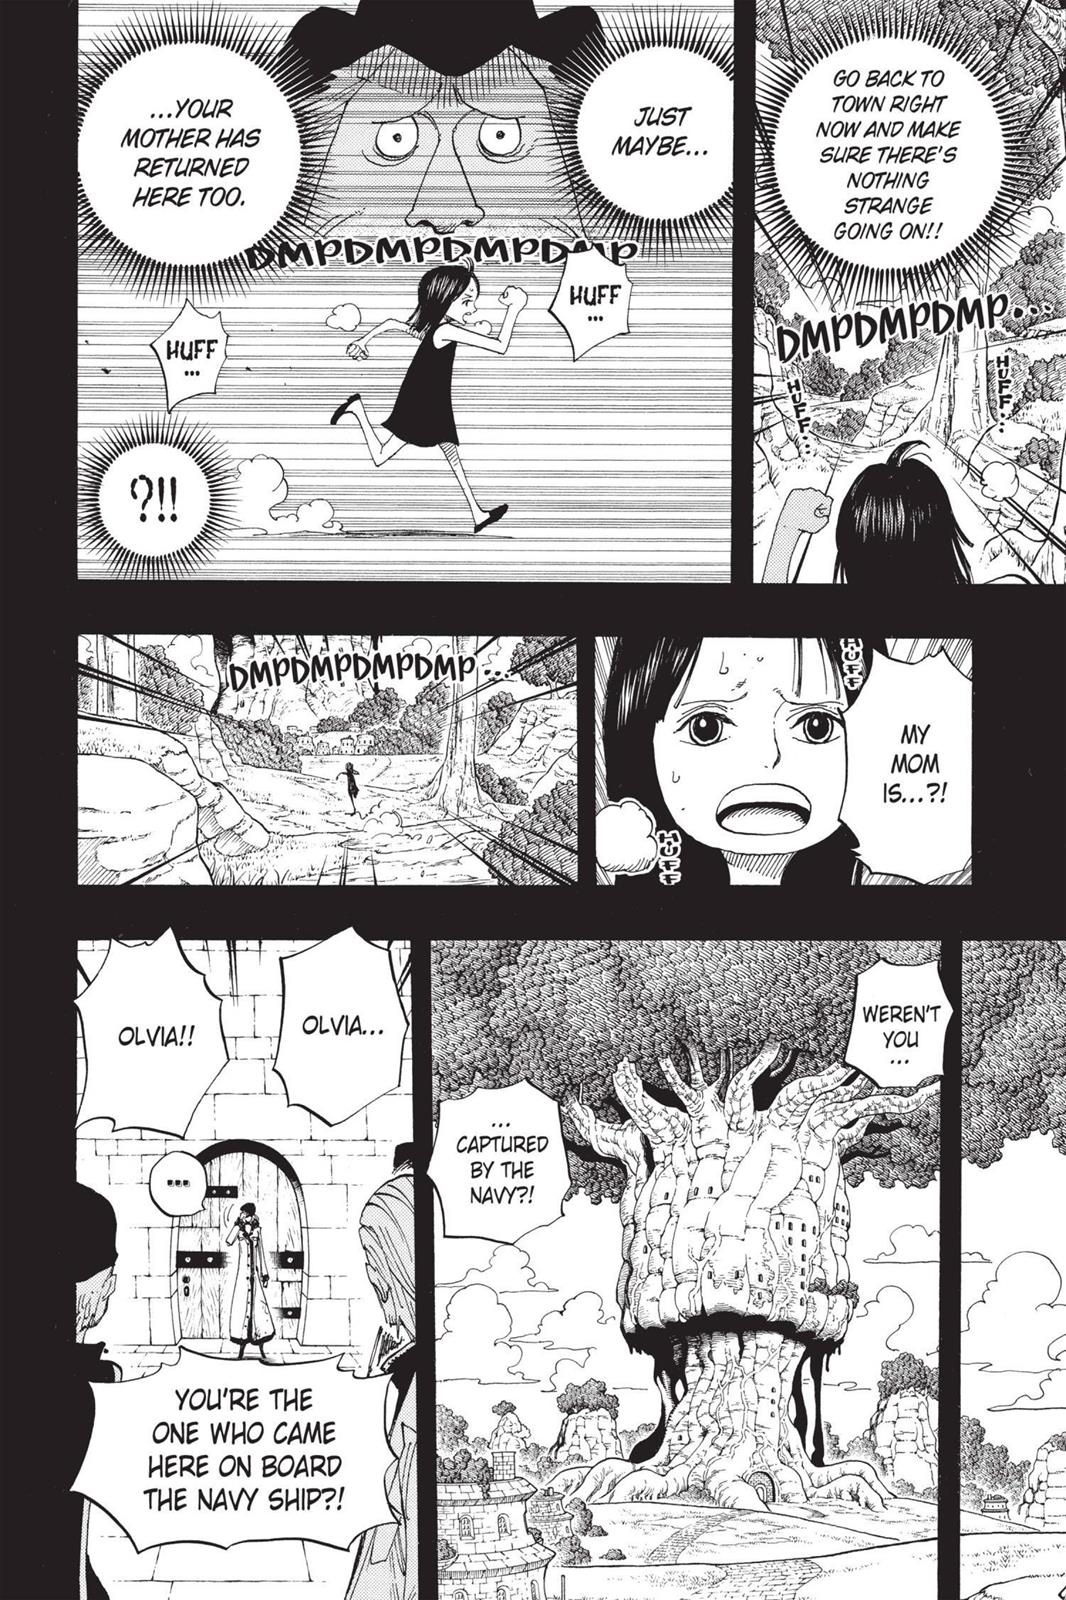 GO BACK TO
TOWN RIGHT
NOW AND MAKE
SURE THERE'S
NOTHING
STRANGE
GOING ON!!
DMPDMPDMP...
HUFF...
HUFF...
JUST
MAYBE...
...YOUR
MOTHER HAS
RETURNED
HERE TOO.
DMPDMPDMPDMP
HUFF
...
HUFF
...
?!!
HUFF
MY
MOM
IS...?!
HUFF
DMPDMPDMPDMP...
WEREN'T
YOU
...
...
CAPTURED
BY THE
NAVY?!
OLVIA...
OLVIA!!
...
YOU'RE THE
ONE WHO CAME
HERE ON BOARD
THE NAVY SHIP?!